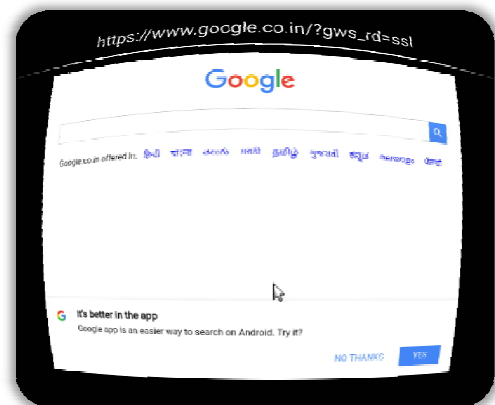 https://www.google.co.in/?gws_rd=ssl
Google
Google.co.in offered in: हिन्दी বাংলা తెలుగు मराठी தமிழ் ગુજરાતી ಕನ್ನಡ മലയാളം ਪੰਜਾਬੀ
It's better in the app
Google app is an easier way to search on Android. Try it?
NO THANKS YES